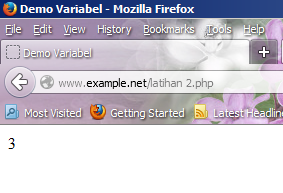 Demo Variabel - Mozilla Firefox
File Edit View History Bookmarks Tools Help
Demo Variabel
www.example.net/latihan 2.php
Most Visited Getting Started Latest Headlin
3